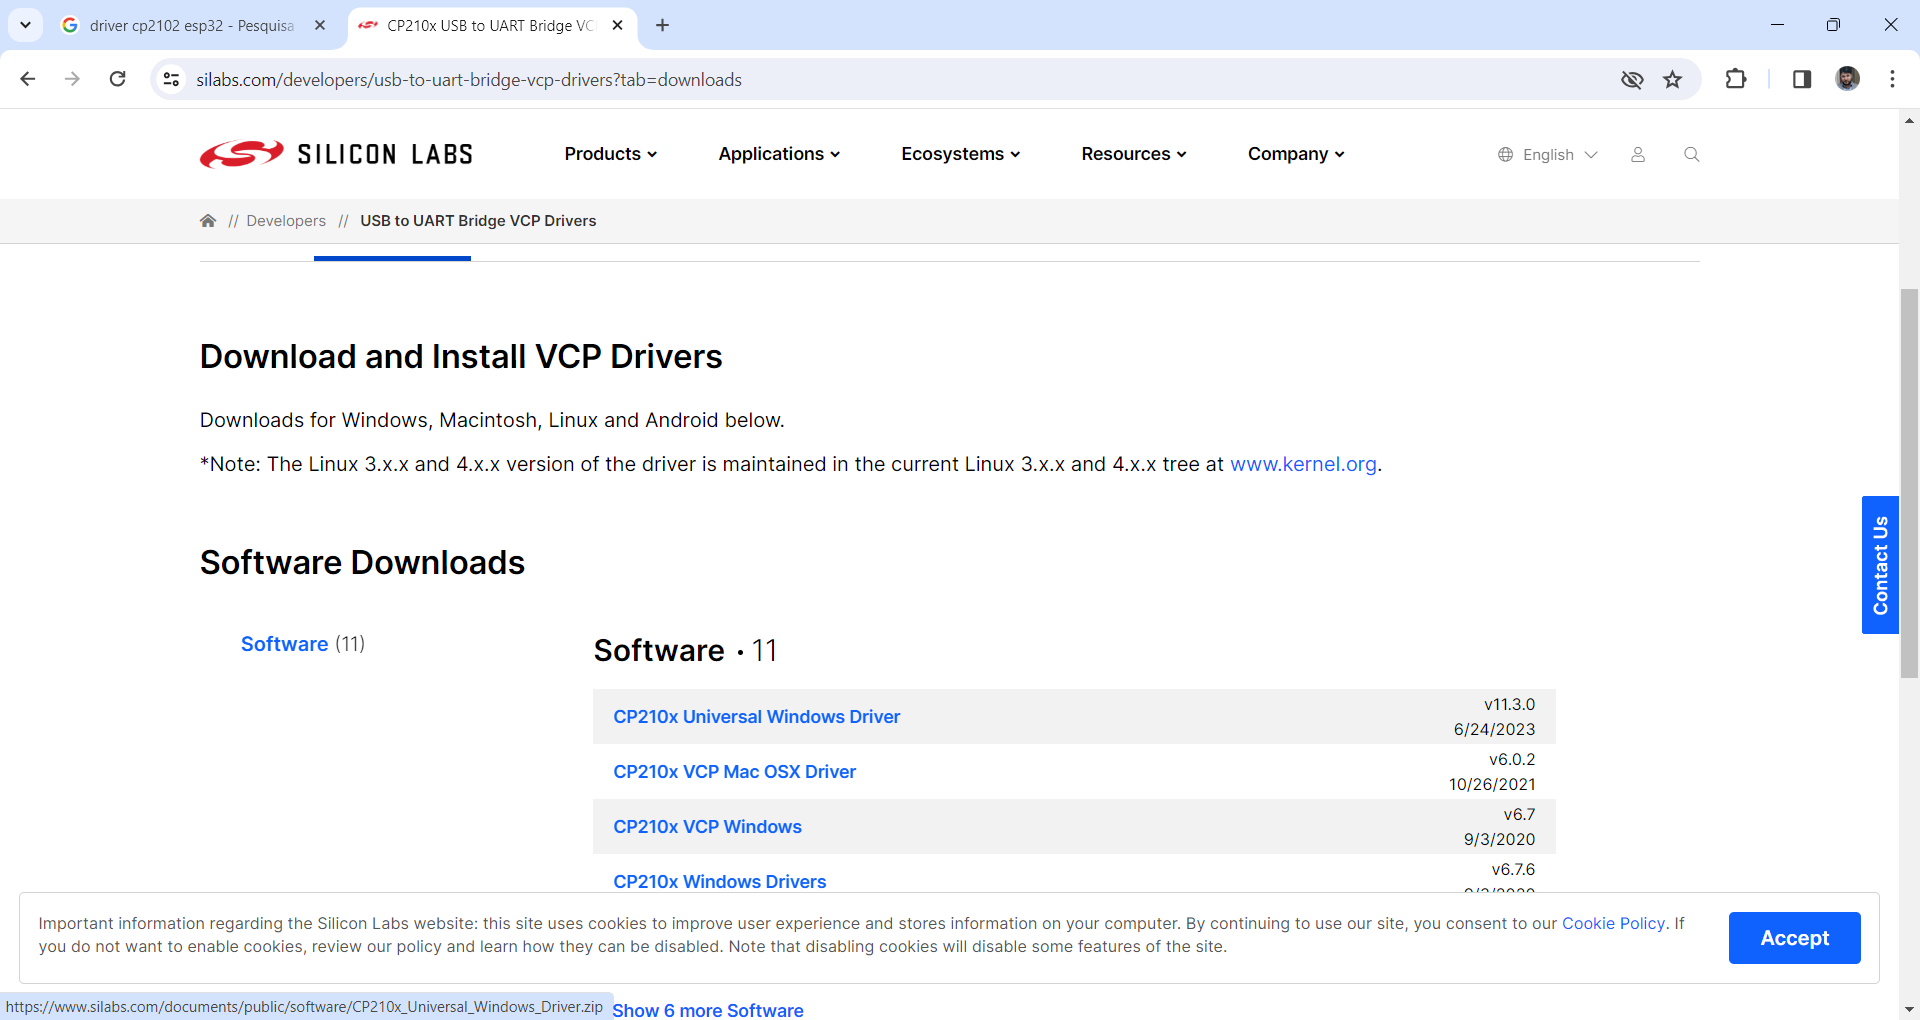 driver cp2102 esp32 - Pesquisa
CP210x USB to UART Bridge VC
silabs.com/developers/usb-to-uart-bridge-vcp-drivers?tab=downloads
SILICON LABS
Products
Applications
Ecosystems
Resources
Company
English
// Developers // USB to UART Bridge VCP Drivers
Download and Install VCP Drivers
Downloads for Windows, Macintosh, Linux and Android below.
*Note: The Linux 3.x.x and 4.x.x version of the driver is maintained in the current Linux 3.x.x and 4.x.x tree at www.kernel.org.
Contact Us
Software Downloads
Software (11)
Software • 11
CP210x Universal Windows Driver
v11.3.0
6/24/2023
CP210x VCP Mac OSX Driver
v6.0.2
10/26/2021
CP210x VCP Windows
v6.7
9/3/2020
CP210x Windows Drivers
v6.7.6
Important information regarding the Silicon Labs website: this site uses cookies to improve user experience and stores information on your computer. By continuing to use our site, you consent to our Cookie Policy. If
you do not want to enable cookies, review our policy and learn how they can be disabled. Note that disabling cookies will disable some features of the site.
Accept
https://www.silabs.com/documents/public/software/CP210x_Universal_Windows_Driver.zip
Show 6 more Software